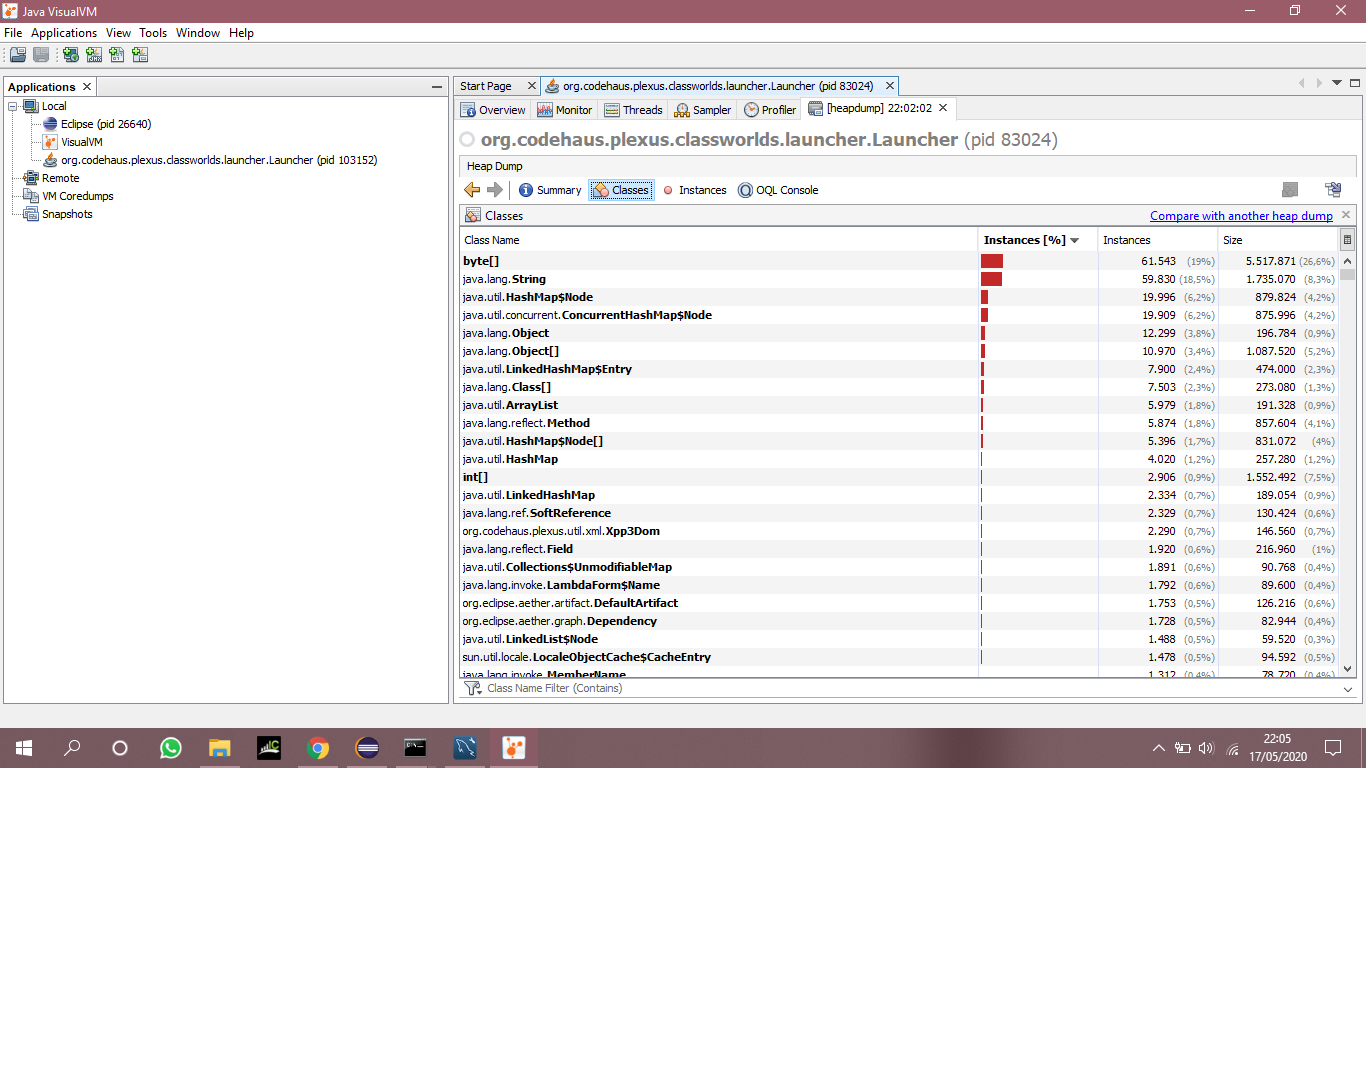 Java VisualVM
File Applications View Tools Window Help
Applications
Local
Eclipse (pid 26640)
VisualVM
org.codehaus.plexus.classworlds.launcher.Launcher (pid 103152)
Remote
VM Coredumps
Snapshots
Start Page org.codehaus.plexus.classworlds.launcher.Launcher (pid 83024)
Overview Monitor Threads Sampler Profiler [heapdump] 22:02:02
org.codehaus.plexus.classworlds.launcher.Launcher (pid 83024)
Heap Dump
Summary Classes Instances OQL Console
Classes Compare with another heap dump
Class Name Instances [%] Instances Size
byte[] 61.543 (19%) 5.517.871 (26,6%)
java.lang.String 59.830 (18,5%) 1.735.070 (8,3%)
java.util.HashMap$Node 19.996 (6,2%) 879.824 (4,2%)
java.util.concurrent.ConcurrentHashMap$Node 19.909 (6,2%) 875.996 (4,2%)
java.lang.Object 12.299 (3,8%) 196.784 (0,9%)
java.lang.Object[] 10.970 (3,4%) 1.087.520 (5,2%)
java.util.LinkedHashMap$Entry 7.900 (2,4%) 474.000 (2,3%)
java.lang.Class[] 7.503 (2,3%) 273.080 (1,3%)
java.util.ArrayList 5.979 (1,8%) 191.328 (0,9%)
java.lang.reflect.Method 5.874 (1,8%) 857.604 (4,1%)
java.util.HashMap$Node[] 5.396 (1,7%) 831.072 (4%)
java.util.HashMap 4.020 (1,2%) 257.280 (1,2%)
int[] 2.906 (0,9%) 1.552.492 (7,5%)
java.util.LinkedHashMap 2.334 (0,7%) 189.054 (0,9%)
java.lang.ref.SoftReference 2.329 (0,7%) 130.424 (0,6%)
org.codehaus.plexus.util.xml.Xpp3Dom 2.290 (0,7%) 146.560 (0,7%)
java.lang.reflect.Field 1.920 (0,6%) 216.960 (1%)
java.util.Collections$UnmodifiableMap 1.891 (0,6%) 90.768 (0,4%)
java.lang.invoke.LambdaForm$Name 1.792 (0,6%) 89.600 (0,4%)
org.eclipse.aether.artifact.DefaultArtifact 1.753 (0,5%) 126.216 (0,6%)
org.eclipse.aether.graph.Dependency 1.728 (0,5%) 82.944 (0,4%)
java.util.LinkedList$Node 1.488 (0,5%) 59.520 (0,3%)
sun.util.locale.LocaleObjectCache$CacheEntry 1.478 (0,5%) 94.592 (0,5%)
java.lang.invoke.MemberName 1.312 (0,4%) 78.720 (0,4%)
Class Name Filter (Contains)
22:05
17/05/2020